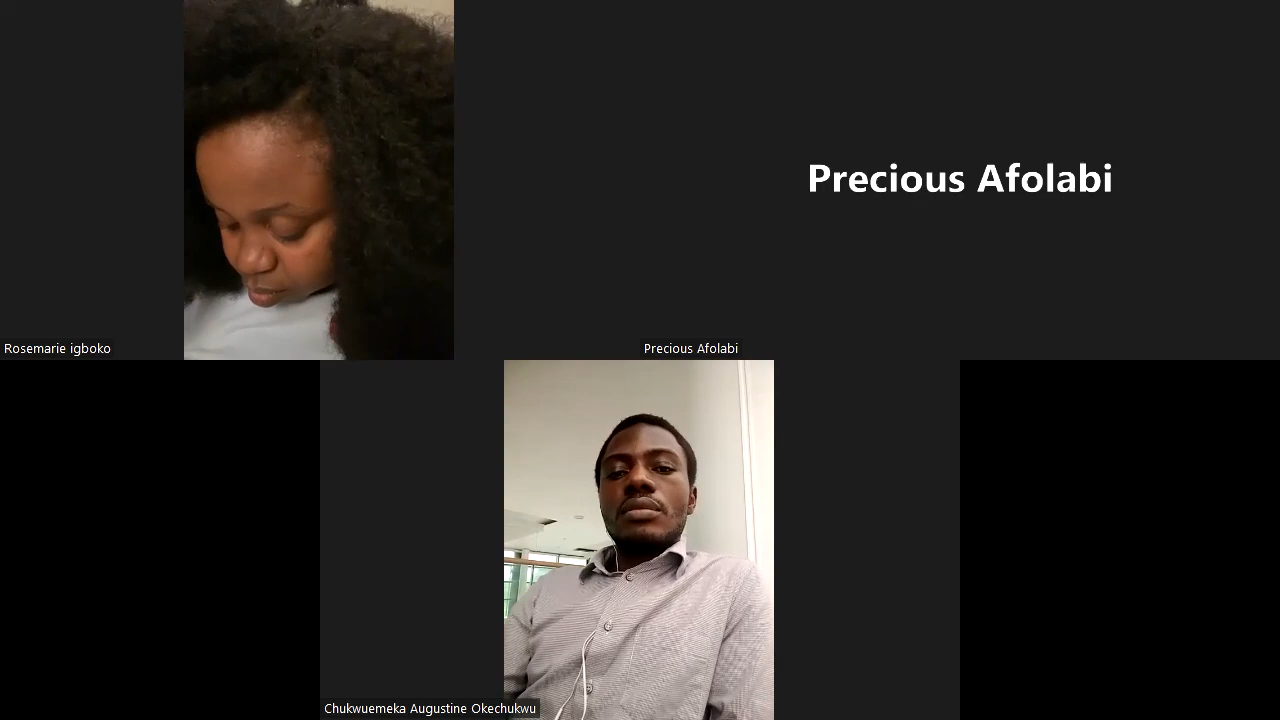 Precious Afolabi
Rosemarie igboko
Precious Afolabi
Chukwuemeka Augustine Okechukwu